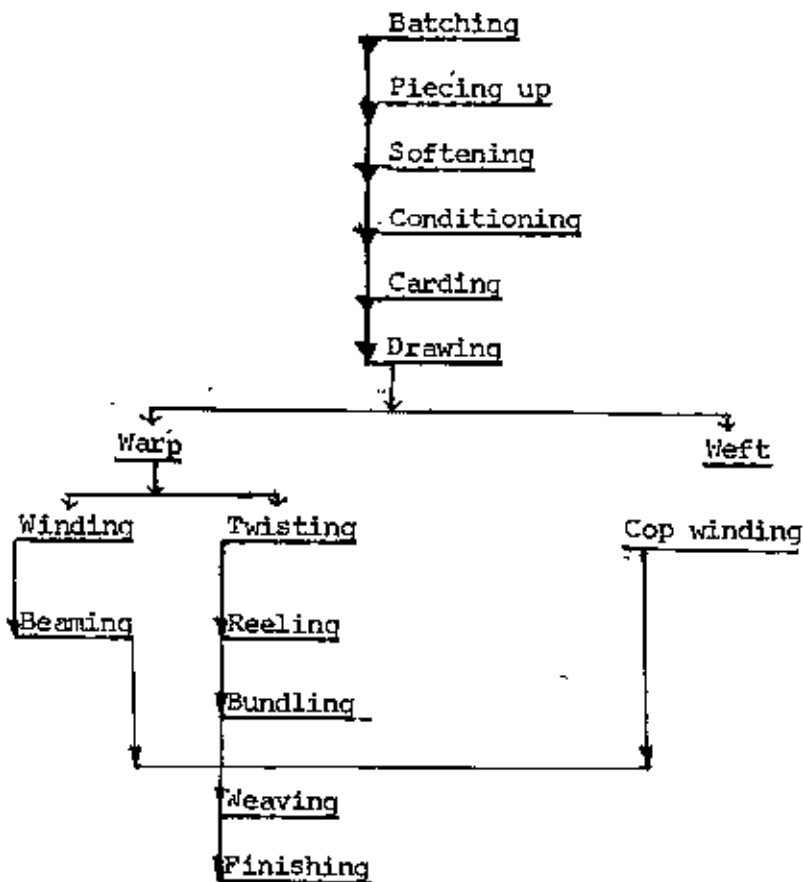 Batching
Piecing up
Softening
Conditioning
Carding
Drawing
Warp
Weft
Winding
Twisting
Cop winding
Beaming
Reeling
Bundling
Weaving
Finishing